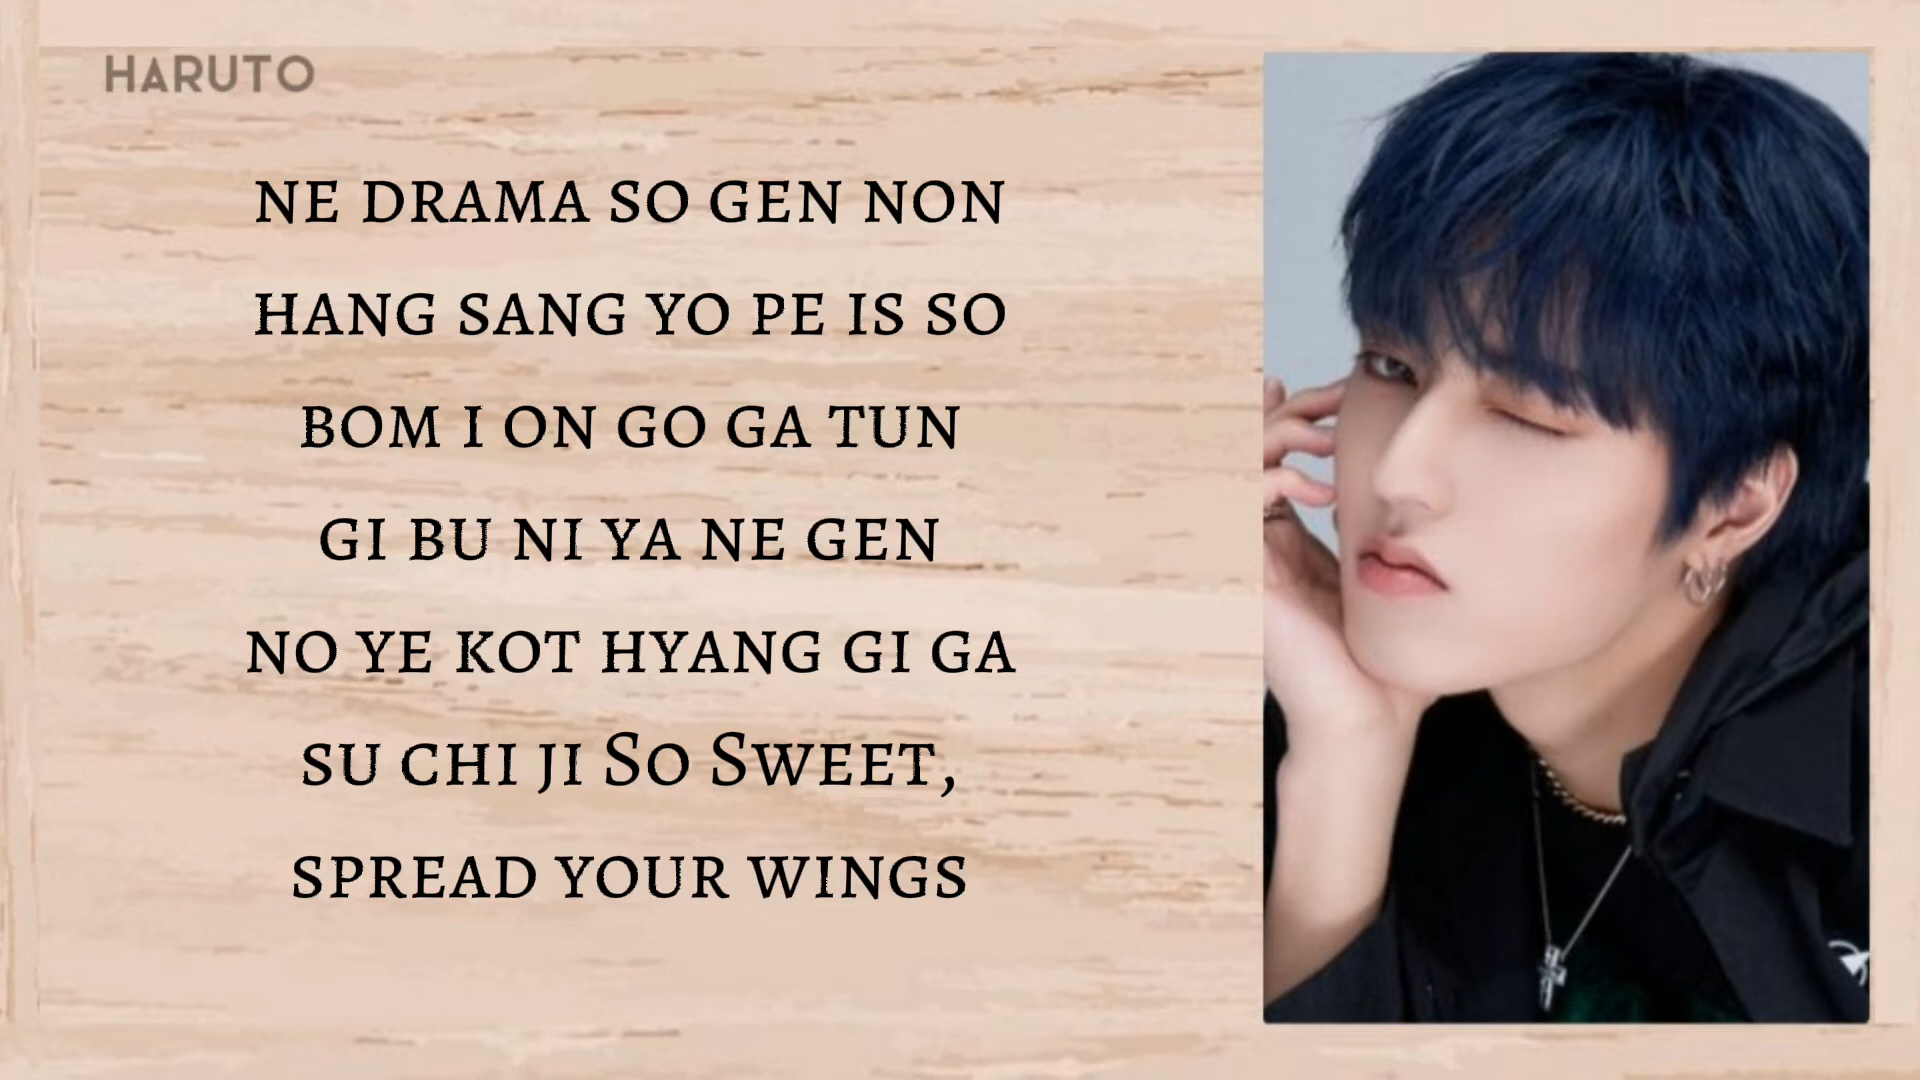 HARUTO
NE DRAMA SO GEN NON
HANG SANG YO PE IS SO
BOM I ON GO GA TUN
GI BU NI YA NE GEN
NO YE KOT HYANG GI GA
SU CHI JI SO SWEET,
SPREAD YOUR WINGS